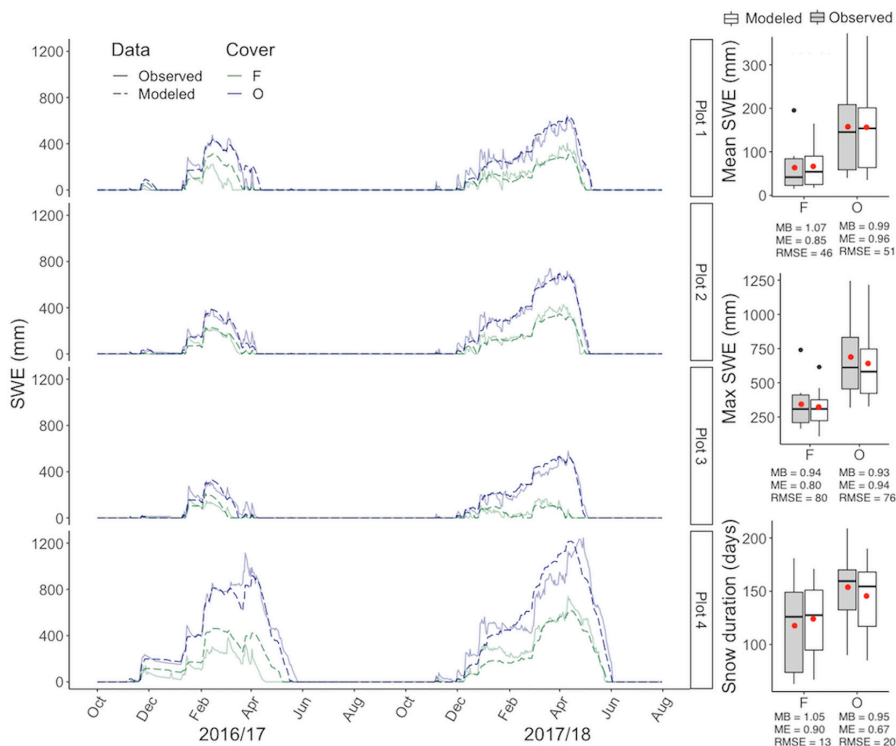 Modeled Observed
Data Cover
Observed F
Modeled O
1200
800
400
0
Plot 1
1200
800
400
0
Plot 2
1200
800
400
0
Plot 3
1200
800
400
0
Plot 4
SWE (mm)
Oct Dec Feb Apr Jun Aug Oct Dec Feb Apr Jun Aug
2016/17 2017/18
Mean SWE (mm)
300
200
100
0
F O
MB = 1.07 MB = 0.99
ME = 0.85 ME = 0.96
RMSE = 46 RMSE = 51
Max SWE (mm)
1250
1000
750
500
250
F O
MB = 0.94 MB = 0.93
ME = 0.80 ME = 0.94
RMSE = 80 RMSE = 76
Snow duration (days)
200
150
100
F O
MB = 1.05 MB = 0.95
ME = 0.90 ME = 0.67
RMSE = 13 RMSE = 20